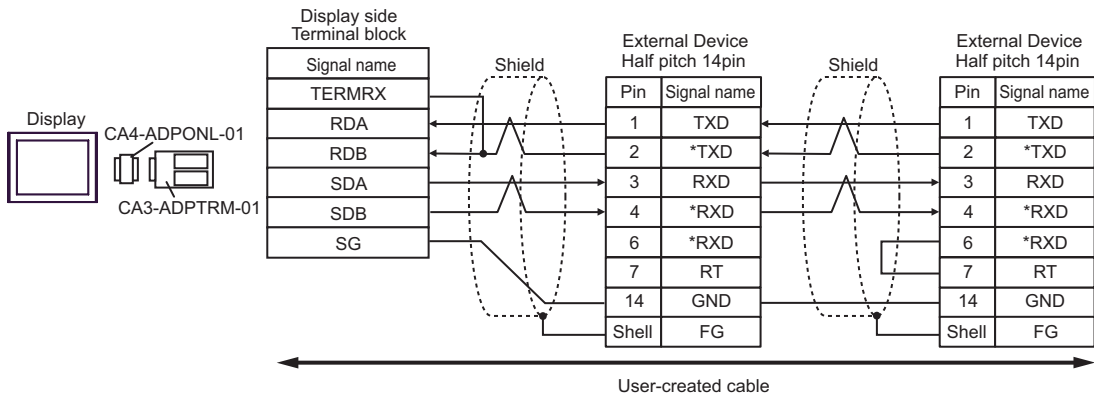 Display side
Terminal block
Signal name
TERMRX
RDA
RDB
SDA
SDB
SG
Display
CA4-ADPONL-01
CA3-ADPTRM-01
Shield
External Device
Half pitch 14pin
Pin Signal name
1 TXD
2 *TXD
3 RXD
4 *RXD
6 *RXD
7 RT
14 GND
Shell FG
Shield
External Device
Half pitch 14pin
Pin Signal name
1 TXD
2 *TXD
3 RXD
4 *RXD
6 *RXD
7 RT
14 GND
Shell FG
User-created cable